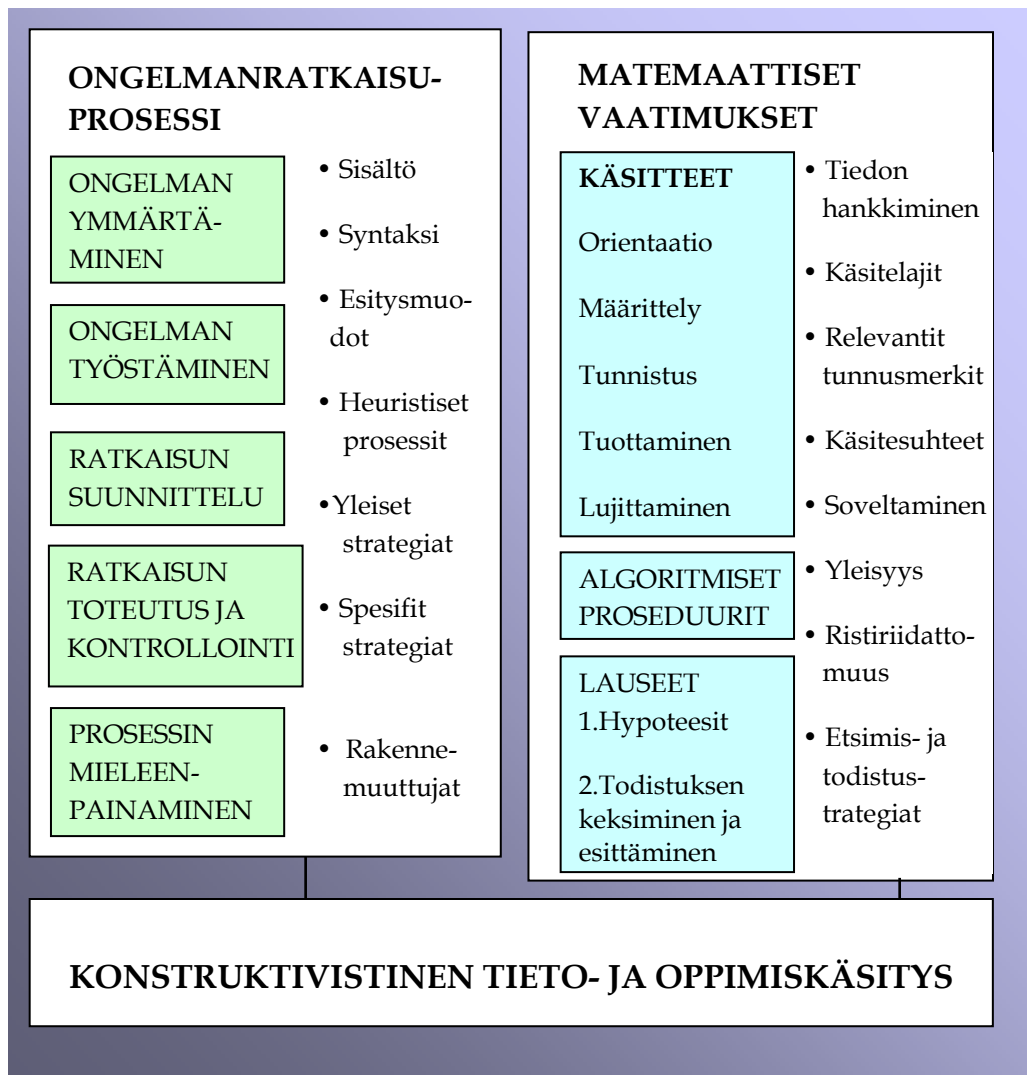 ONGELMANRATKAISU-
PROSESSI
ONGELMAN
YMMÄRTÄ-
MINEN
ONGELMAN
TYÖSTÄMINEN
RATKAISUN
SUUNNITTELU
RATKAISUN
TOTEUTUS JA
KONTROLLOINTI
PROSESSIN
MIELEEN-
PAINAMINEN
• Sisältö
• Syntaksi
• Esitysmuo-
dot
• Heuristiset
prosessit
•Yleiset
strategiat
• Spesifit
strategiat
• Rakenne-
muuttujat
MATEMAATTISET
VAATIMUKSET
KÄSITTEET
Orientaatio
Määrittely
Tunnistus
Tuottaminen
Lujittaminen
ALGORITMISET
PROSEDUURIT
LAUSEET
1.Hypoteesit
2.Todistuksen
keksiminen ja
esittäminen
• Tiedon
hankkiminen
• Käsitelajit
• Relevantit
tunnusmerkit
• Käsitesuhteet
• Soveltaminen
• Yleisyys
• Ristiriidatto-
muus
• Etsimis- ja
todistus-
trategiat
KONSTRUKTIVISTINEN TIETO- JA OPPIMISKÄSITYS